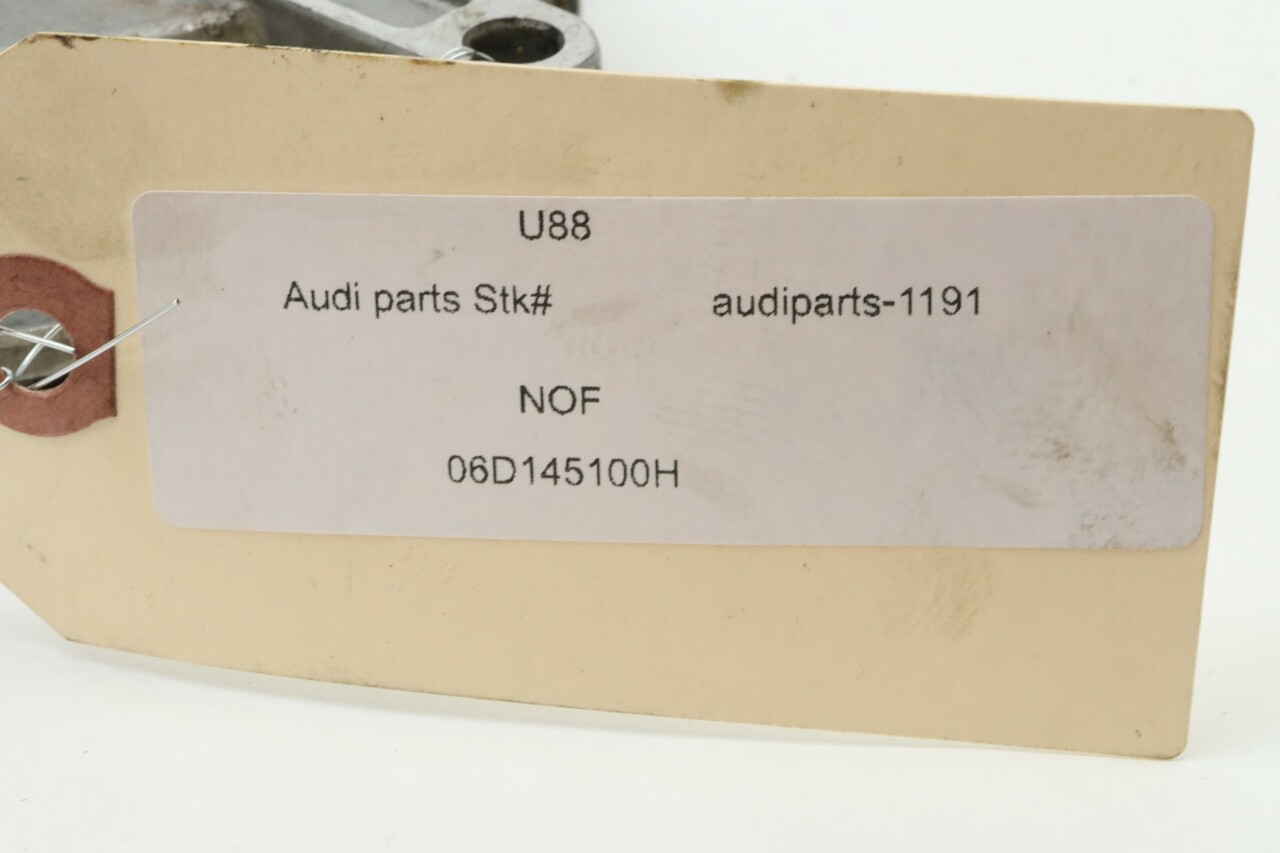 U88
Audi parts Stk# audiparts-1191
NOF
06D145100H